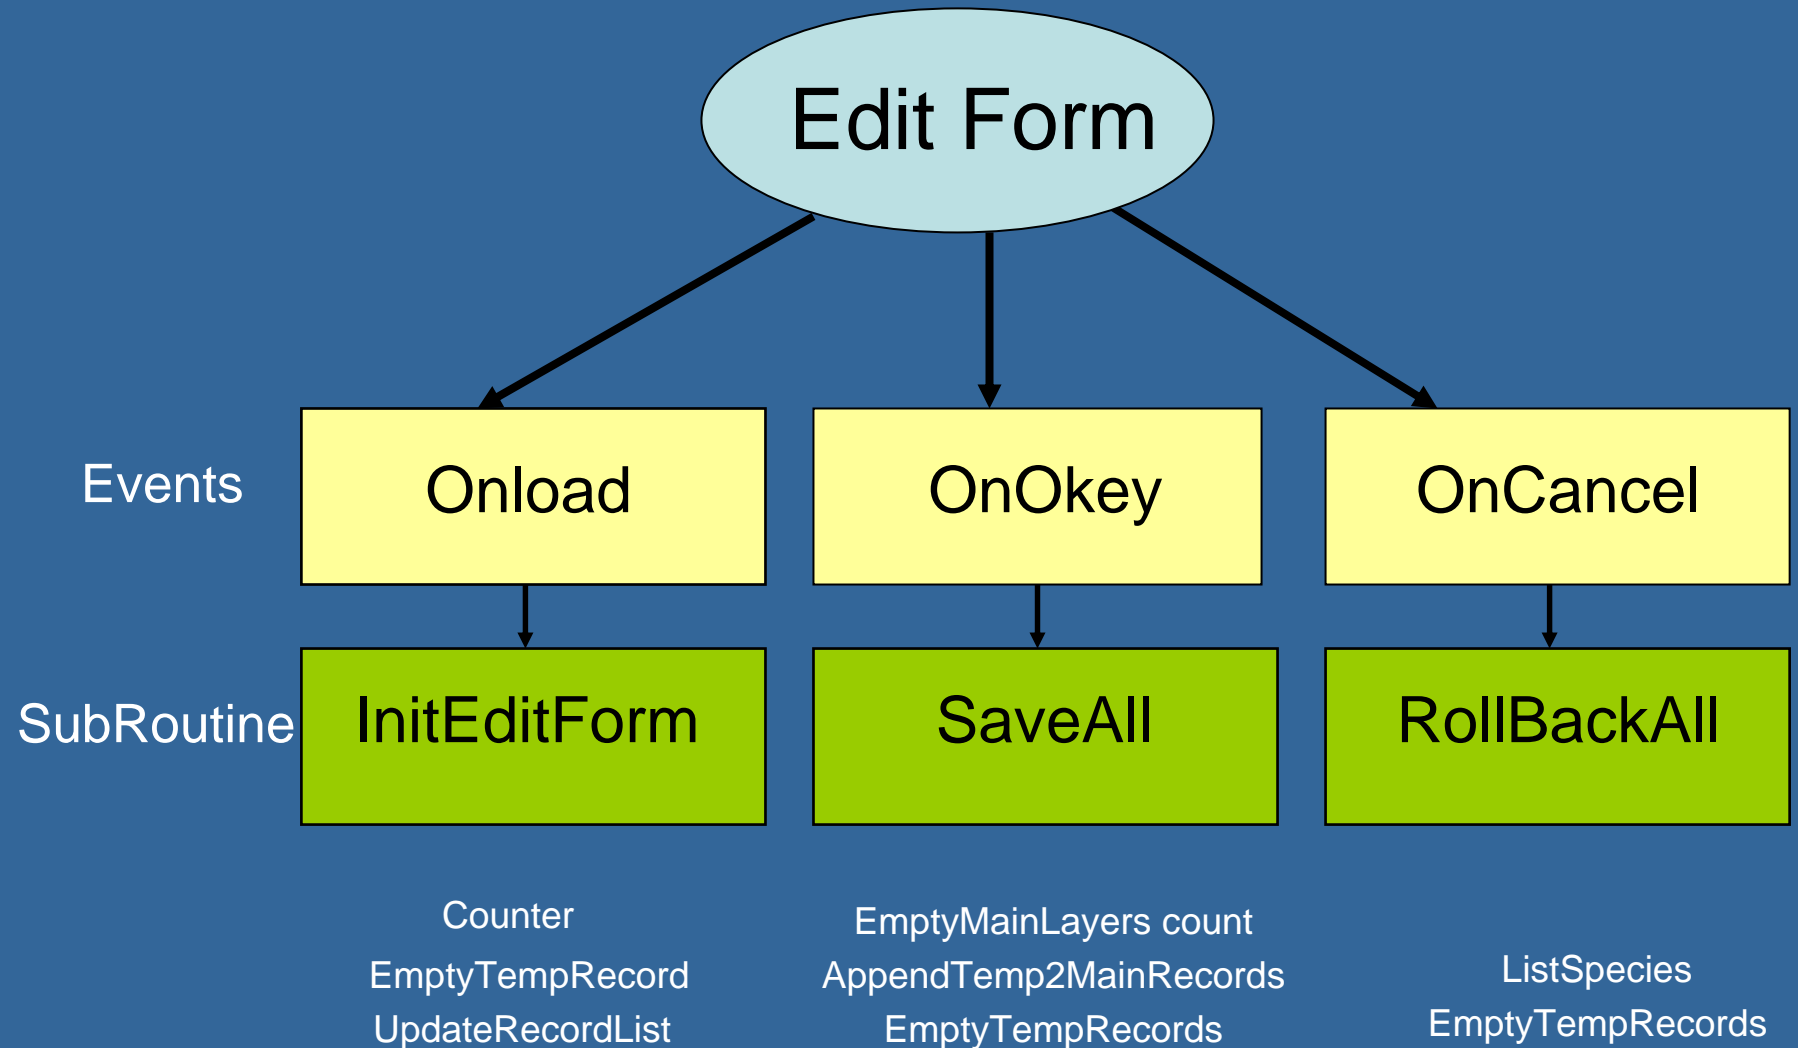 Edit Form
Events
Onload
OnOkey
OnCancel
SubRoutine
InitEditForm
SaveAll
RollBackAll
Counter
EmptyTempRecord
UpdateRecordList
EmptyMainLayers count
AppendTemp2MainRecords
EmptyTempRecords
ListSpecies
EmptyTempRecords